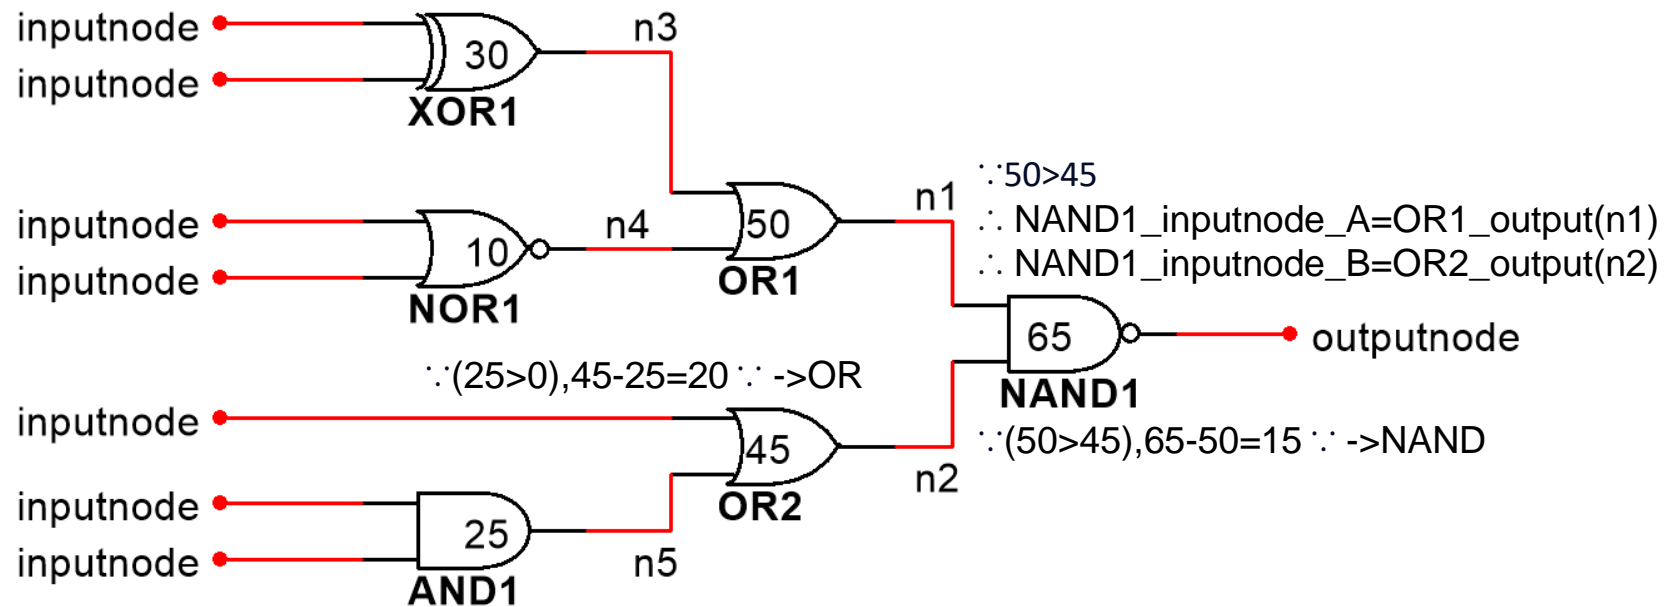 inputnode
inputnode
30
XOR1
n3
inputnode
inputnode
10
NOR1
n4
50
OR1
n1
∵50>45
∴ NAND1_inputnode_A=OR1_output(n1)
∴ NAND1_inputnode_B=OR2_output(n2)
65
NAND1
outputnode
∵(50>45),65-50=15 ∵ ->NAND
∵(25>0),45-25=20 ∵ ->OR
inputnode
45
OR2
n2
inputnode
inputnode
25
AND1
n5